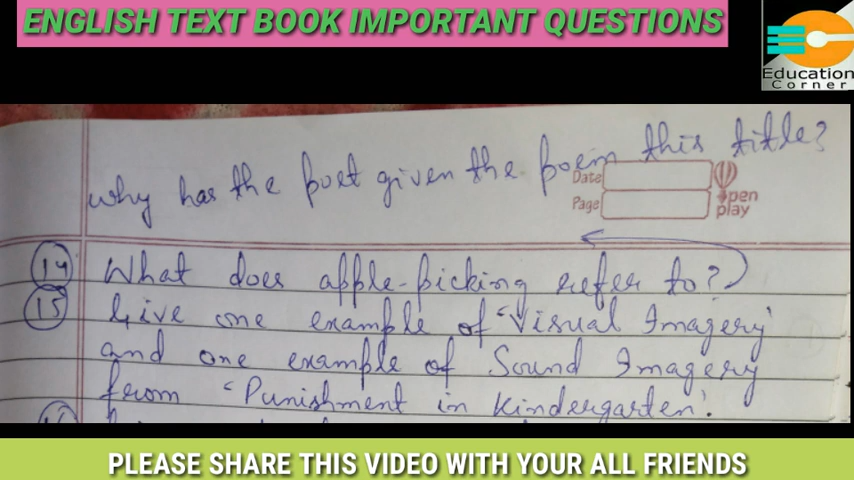 ENGLISH TEXT BOOK IMPORTANT QUESTIONS
Education
Corner
why has the poet given the poem this title?
Date
Page
pen
play
14 What does apple-picking refer to?
15 Give one example of 'Visual Imagery'
and one example of Sound Imagery
from 'Punishment in Kindergarten'.
PLEASE SHARE THIS VIDEO WITH YOUR ALL FRIENDS